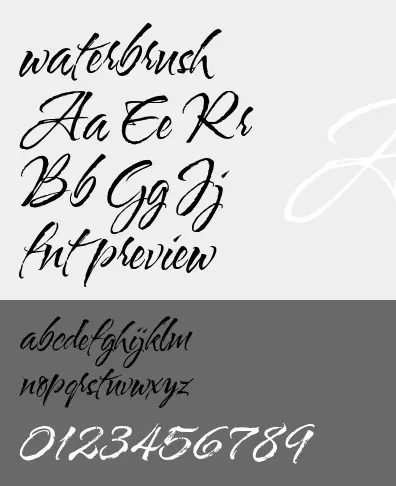 waterbrush
Aa Ee Rr
A
Bb Gg Jj
fnt preview
abcdefghijklm
nopqrstuvwxyz
0123456789